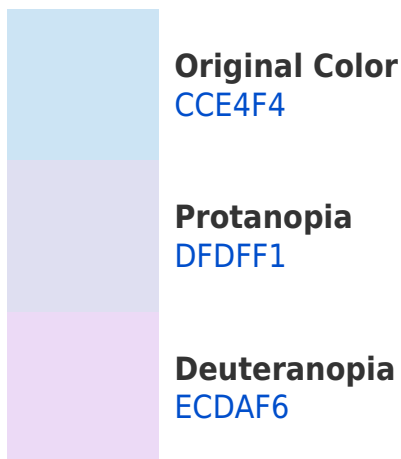 Original Color
CCE4F4
Protanopia
DFDFF1
Deuteranopia
ECDAF6